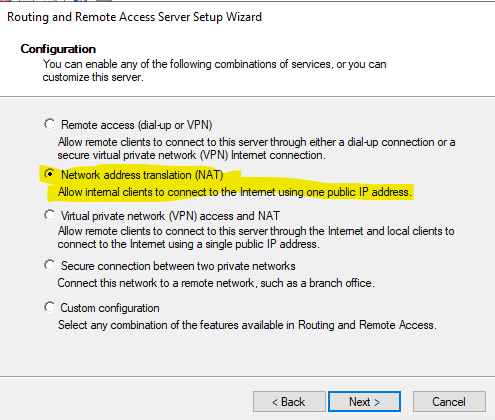 Routing and Remote Access Server Setup Wizard
Configuration
You can enable any of the following combinations of services, or you can
customize this server.
Remote access (dial-up or VPN)
Allow remote clients to connect to this server through either a dial-up connection or a
secure virtual private network (VPN) Internet connection.
Network address translation (NAT)
Allow internal clients to connect to the Internet using one public IP address.
Virtual private network (VPN) access and NAT
Allow remote clients to connect to this server through the Internet and local clients to
connect to the Internet using a single public IP address.
Secure connection between two private networks
Connect this network to a remote network, such as a branch office.
Custom configuration
Select any combination of the features available in Routing and Remote Access.
< Back Next > Cancel